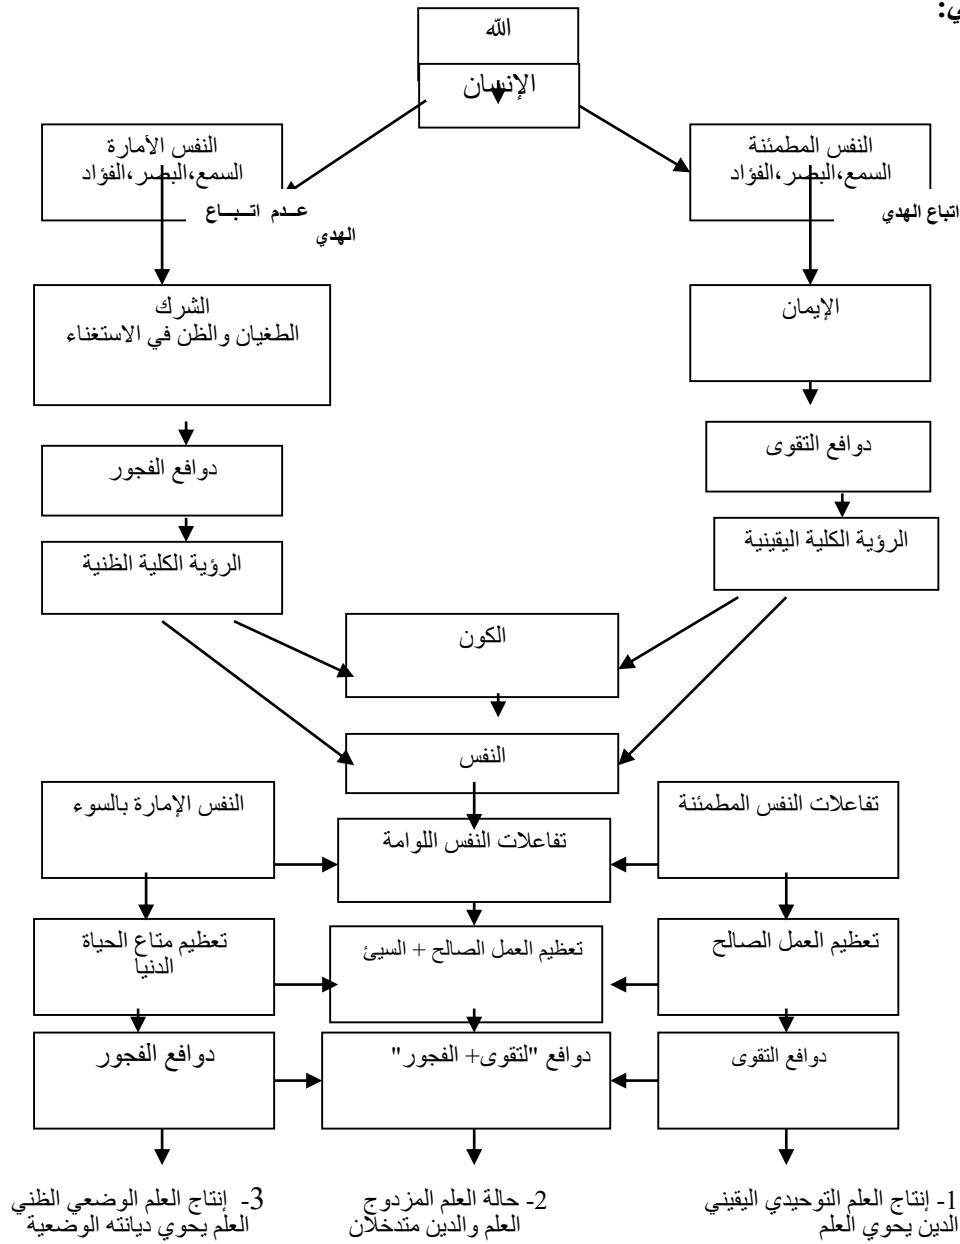 ي:
الله
الإنسان
النفس المطمئنة
السمع،البصر،الفؤاد
النفس الأمارة
السمع،البصر،الفؤاد
اتباع الهدي
عدم اتباع
الهدي
الإيمان
الشرك
الطغيان والظن في الاستغناء
دوافع التقوى
دوافع الفجور
الرؤية الكلية اليقينية
الرؤية الكلية الظنية
الكون
النفس
تفاعلات النفس المطمئنة
تفاعلات النفس اللوامة
النفس الإمارة بالسوء
تعظيم العمل الصالح
تعظيم العمل الصالح + السيئ
تعظيم متاع الحياة
الدنيا
دوافع التقوى
دوافع "لتقوى+ الفجور"
دوافع الفجور
1- إنتاج العلم التوحيدي اليقيني
الدين يحوي العلم
2- حالة العلم المزدوج
العلم والدين متدخلان
3- إنتاج العلم الوضعي الظني
العلم يحوي ديانته الوضعية